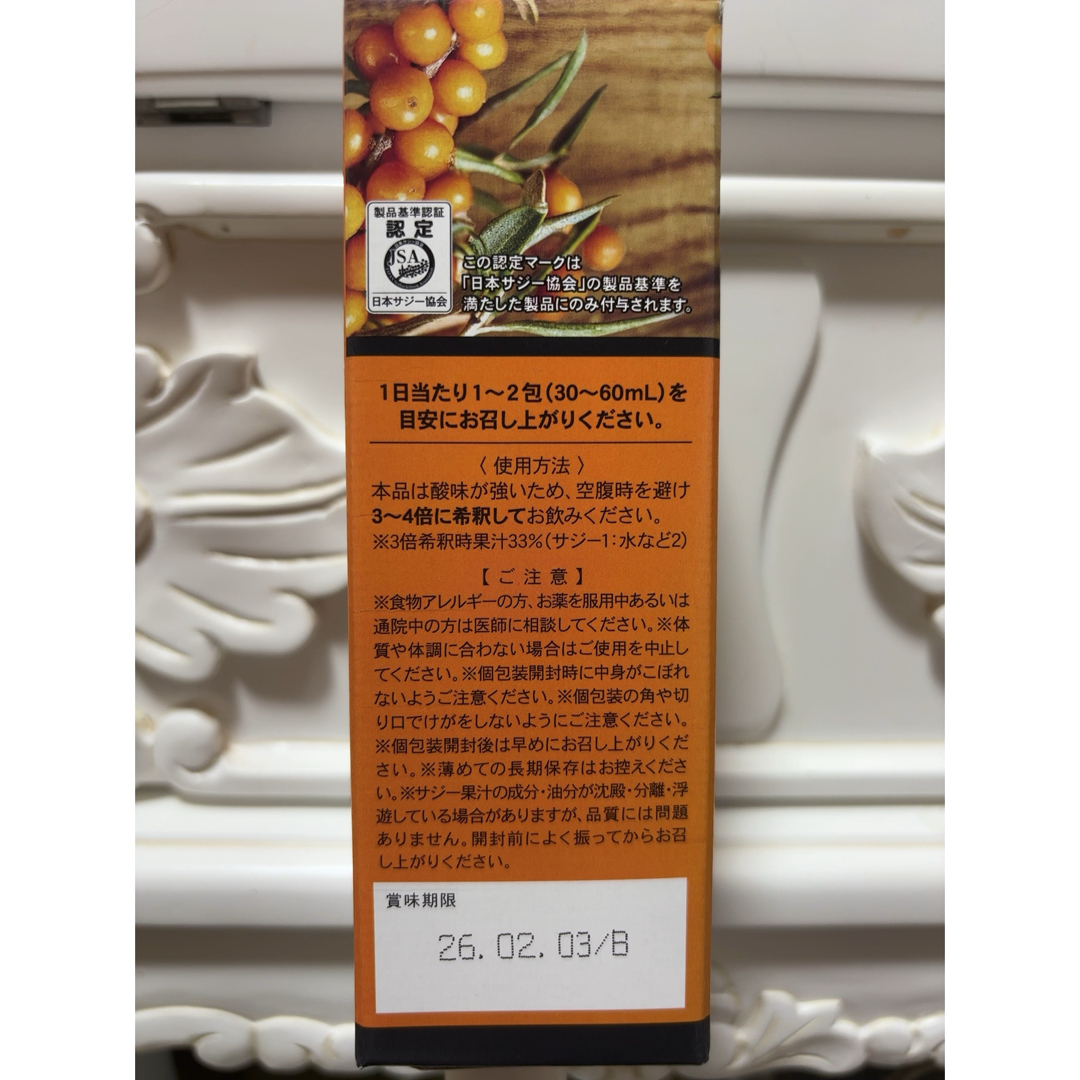 製品基準認証
認定
JSA
日本サジー協会
この認定マークは
「日本サジー協会」の製品基準を
満たした製品にのみ付与されます。
1日当たり1〜2包(30〜60mL)を
目安にお召し上がりください。
〈 使用方法 〉
本品は酸味が強いため、空腹時を避け
3〜4倍に希釈してお飲みください。
※3倍希釈時果汁33%(サジー1:水など2)
【ご注意】
※食物アレルギーの方、お薬を服用中あるいは
通院中の方は医師に相談してください。※体
質や体調に合わない場合はご使用を中止し
てください。※個包装開封時に中身がこぼれ
ないようご注意ください。※個包装の角や切
り口でけがをしないようにご注意ください。
※個包装開封後は早めにお召し上がりくだ
さい。※薄めての長期保存はお控えくださ
い。※サジー果汁の成分・油分が沈殿・分離・浮
遊している場合がありますが、品質には問題
ありません。開封前によく振ってからお召
し上がりください。
賞味期限
26.02.03/B